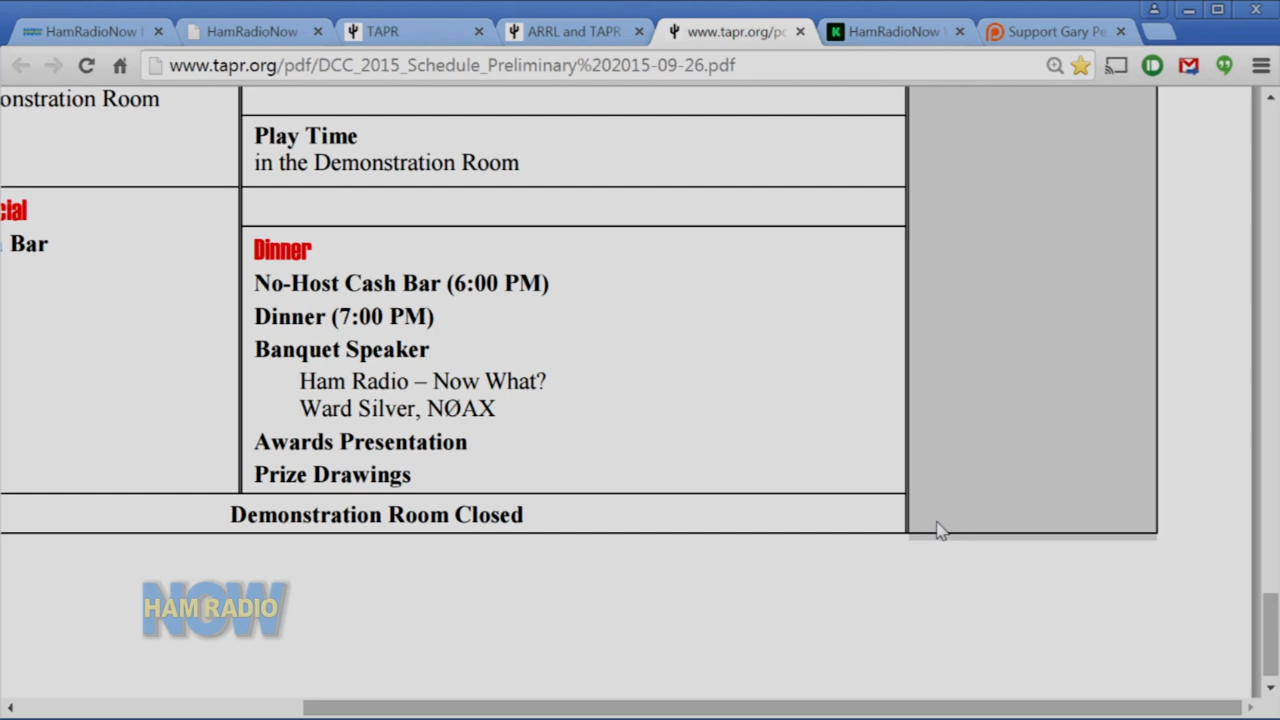 HamRadioNow
HamRadioNow
TAPR
ARRL and TAPR
www.tapr.org/p
HamRadioNow
Support Gary Pe
www.tapr.org/pdf/DCC_2015_Schedule_Preliminary%202015-09-26.pdf
onstration Room
Play Time
in the Demonstration Room
cial
Bar
Dinner
No-Host Cash Bar (6:00 PM)
Dinner (7:00 PM)
Banquet Speaker
Ham Radio – Now What?
Ward Silver, NØAX
Awards Presentation
Prize Drawings
Demonstration Room Closed
NOW
HAM RADIO